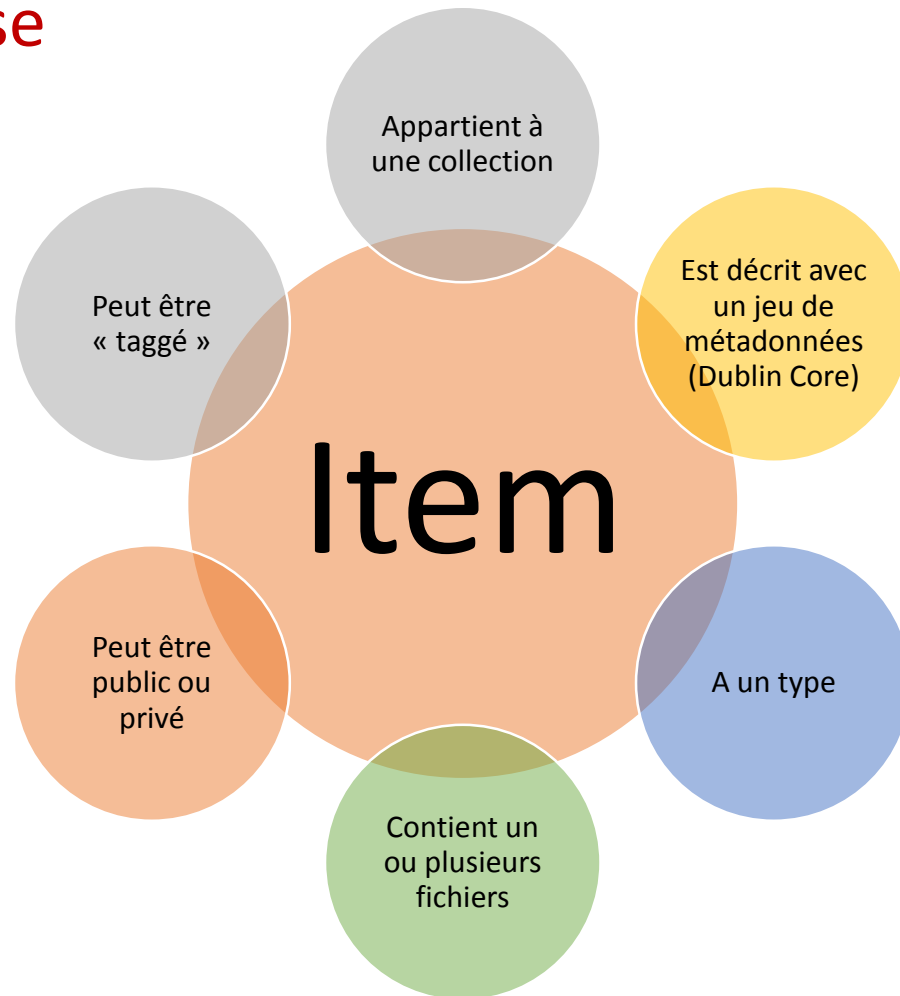 se
Appartient à
une collection
Est décrit avec
un jeu de
métadonnées
(Dublin Core)
A un type
Contient un
ou plusieurs
fichiers
Peut être
public ou
privé
Peut être
« taggé »
Item